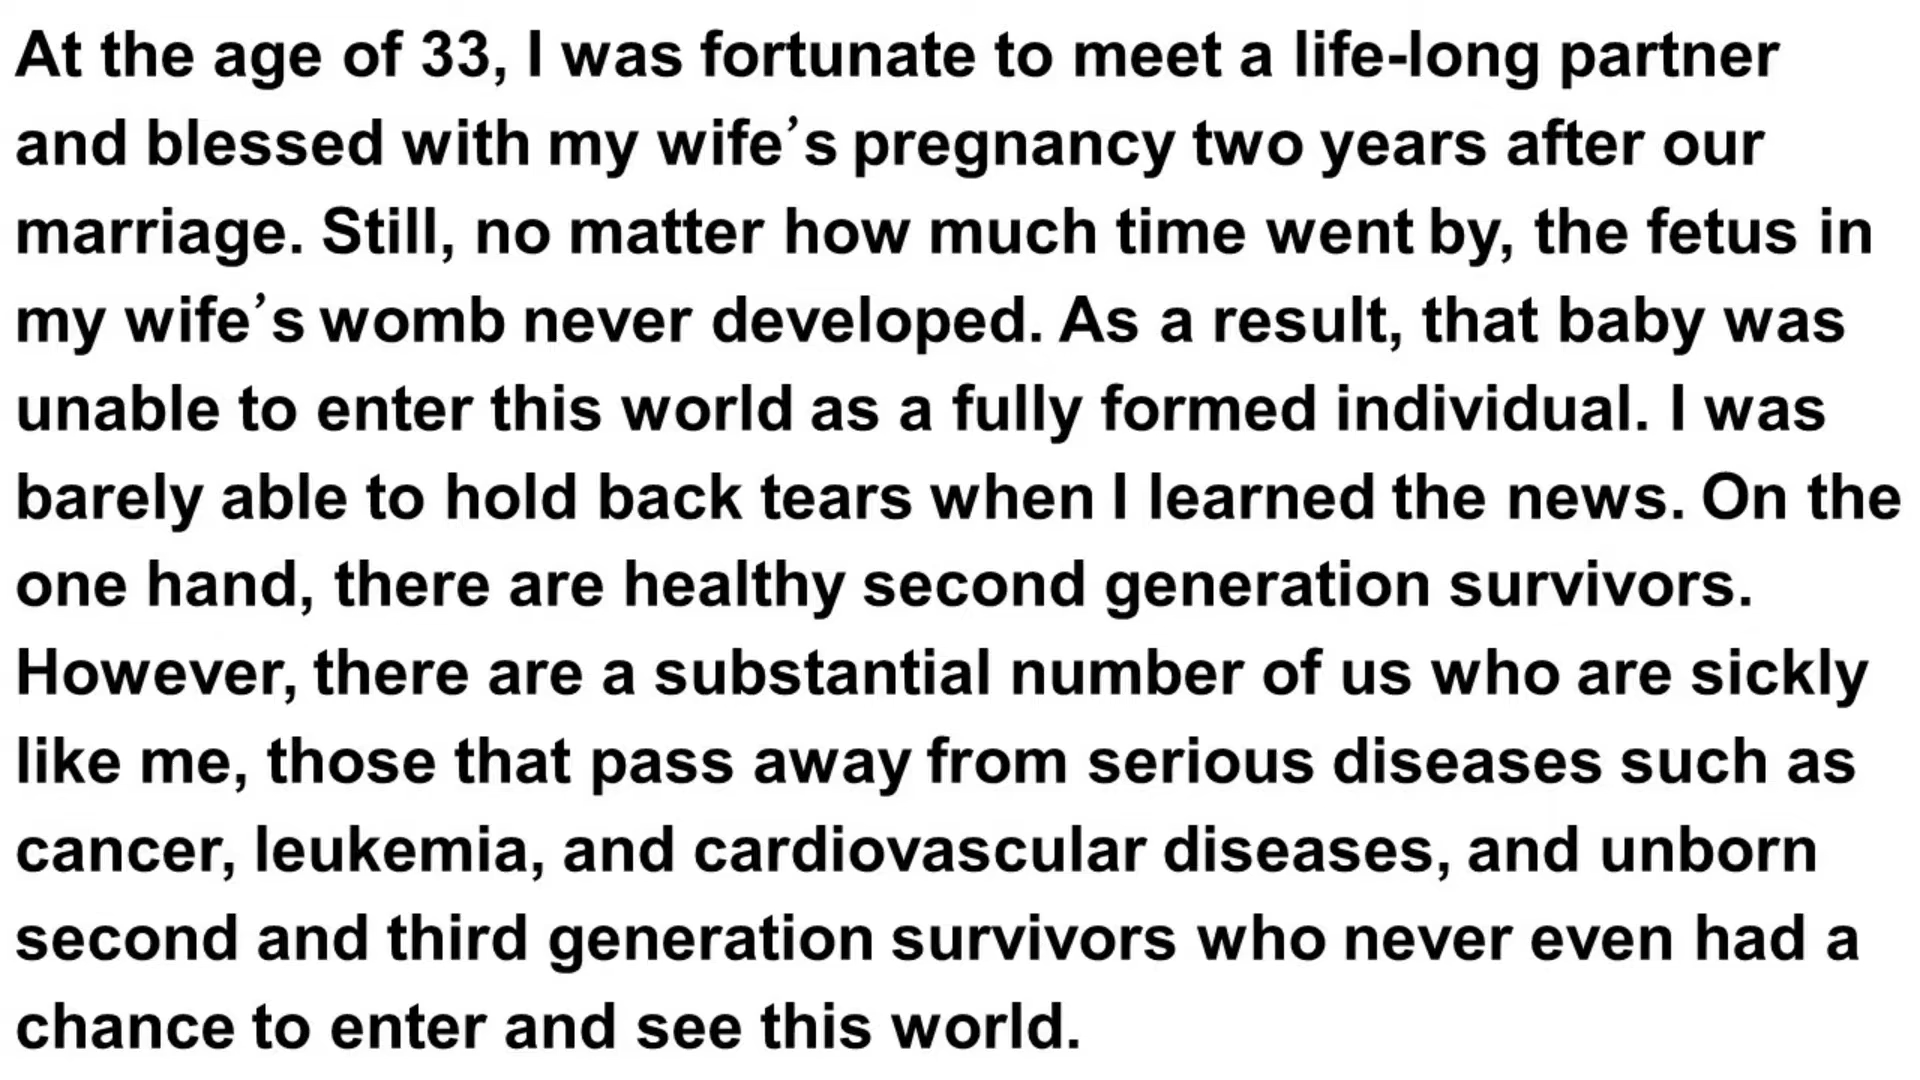 At the age of 33, I was fortunate to meet a life-long partner
and blessed with my wife’s pregnancy two years after our
marriage. Still, no matter how much time went by, the fetus in
my wife’s womb never developed. As a result, that baby was
unable to enter this world as a fully formed individual. I was
barely able to hold back tears when I learned the news. On the
one hand, there are healthy second generation survivors.
However, there are a substantial number of us who are sickly
like me, those that pass away from serious diseases such as
cancer, leukemia, and cardiovascular diseases, and unborn
second and third generation survivors who never even had a
chance to enter and see this world.